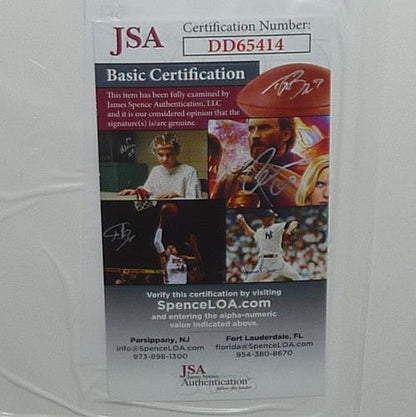 JSA
Certification Number:
DD65414
Basic Certification
This item has been fully examined by
James Spence Authentication, LLC
and it is our considered opinion that the
signature(s) is/are genuine.
Verify this certification by visiting
SpenceLOA.com
and entering the alpha-numeric
value indicated above.
Parsippany, NJ
info@SpenceLOA.com
973-898-1300
Fort Lauderdale, FL
florida@SpenceLOA.com
954-380-8670
JSA
James Spence
Authentication